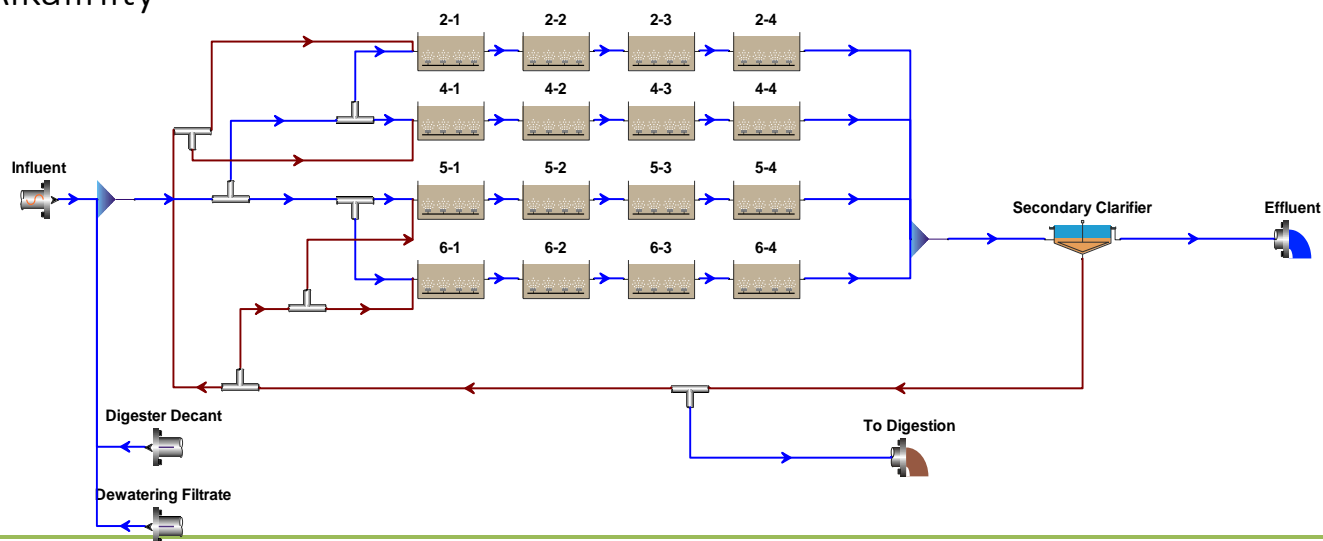 Alkalinity
2-1 2-2 2-3 2-4
4-1 4-2 4-3 4-4
Influent
5-1 5-2 5-3 5-4
Secondary Clarifier
Effluent
6-1 6-2 6-3 6-4
Digester Decant
To Digestion
Dewatering Filtrate